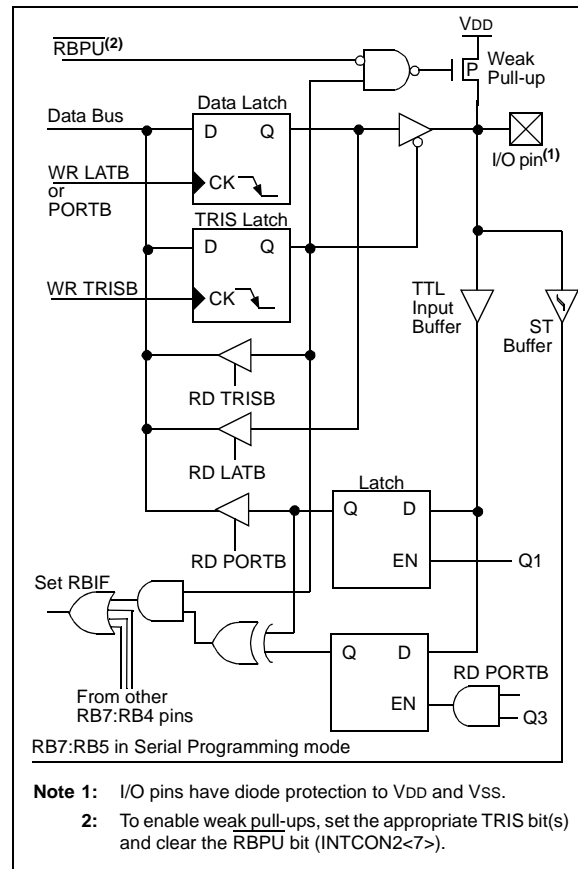 VDD
RBPU(2)
P
Weak
Pull-up
Data Latch
Data Bus
D Q
I/O pin(1)
WR LATB
or
PORTB
CK
TRIS Latch
D Q
WR TRISB
CK
TTL
Input
Buffer
ST
Buffer
RD TRISB
RD LATB
Latch
Q D
RD PORTB
EN
Q1
Set RBIF
Q D
RD PORTB
EN
Q3
From other
RB7:RB4 pins
RB7:RB5 in Serial Programming mode
Note 1: I/O pins have diode protection to VDD and VSS.
2: To enable weak pull-ups, set the appropriate TRIS bit(s)
and clear the RBPU bit (INTCON2<7>).